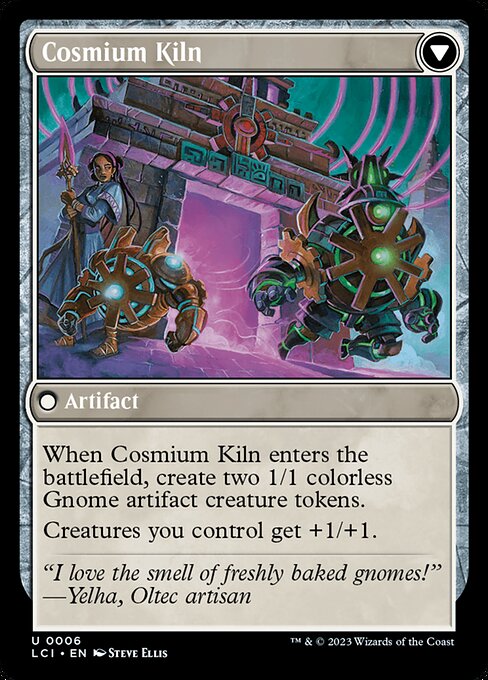 Cosmium Kiln
Artifact
When Cosmium Kiln enters the
battlefield, create two 1/1 colorless
Gnome artifact creature tokens.
Creatures you control get +1/+1.
“I love the smell of freshly baked gnomes!”
—Yelha, Oltec artisan
U 0006
LCI • EN Steve Ellis
™ & © 2023 Wizards of the Coast